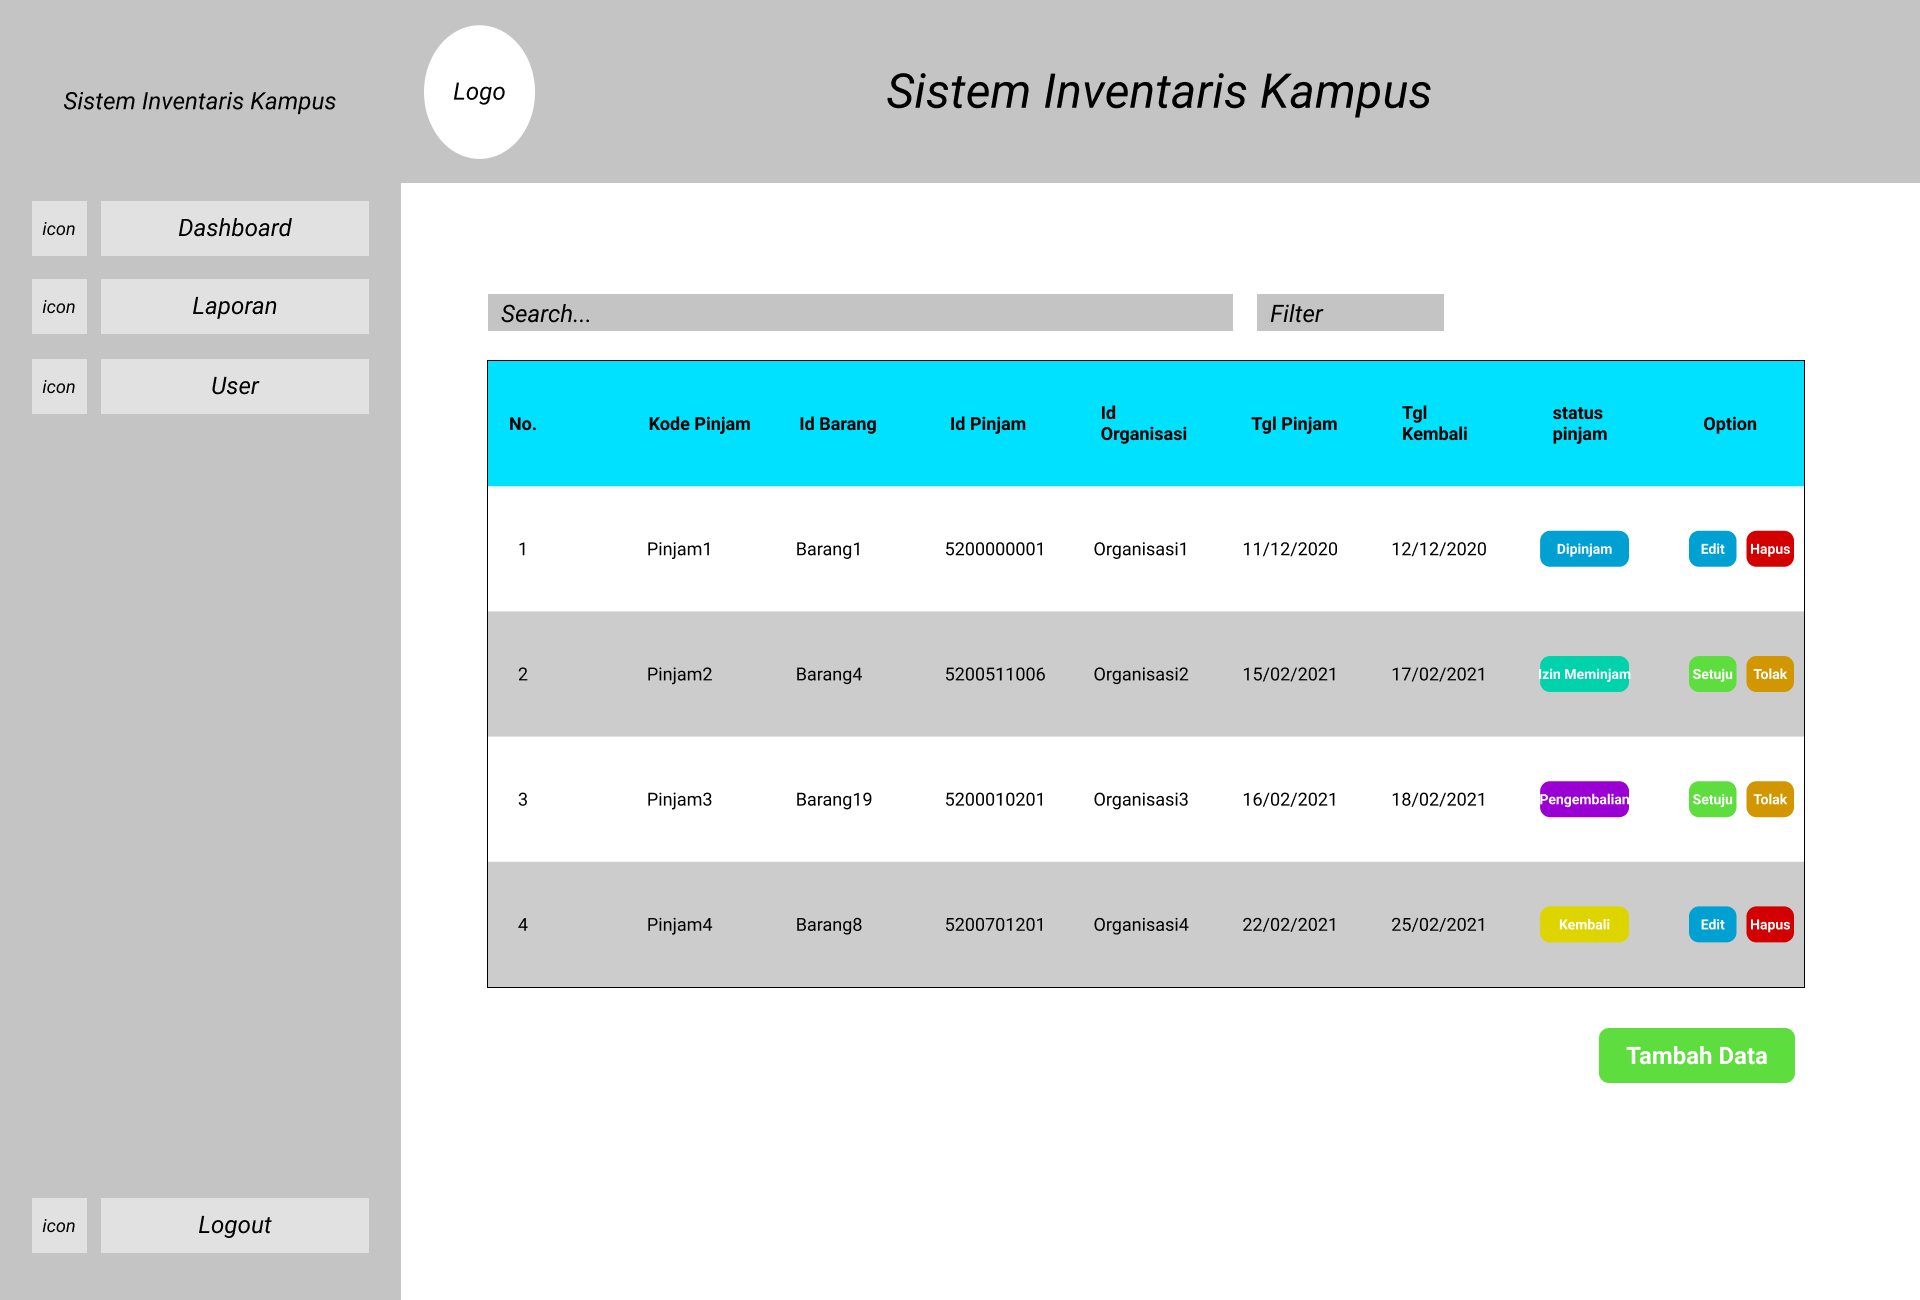 Sistem Inventaris Kampus
Logo
Sistem Inventaris Kampus
icon Dashboard
icon Laporan
icon User
Search... Filter
No. Kode Pinjam Id Barang Id Pinjam Id Organisasi Tgl Pinjam Tgl Kembali status pinjam Option
1 Pinjam1 Barang1 5200000001 Organisasi1 11/12/2020 12/12/2020 Dipinjam Edit Hapus
2 Pinjam2 Barang4 5200511006 Organisasi2 15/02/2021 17/02/2021 Izin Meminjam Setuju Tolak
3 Pinjam3 Barang19 5200010201 Organisasi3 16/02/2021 18/02/2021 Pengembalian Setuju Tolak
4 Pinjam4 Barang8 5200701201 Organisasi4 22/02/2021 25/02/2021 Kembali Edit Hapus
Tambah Data
icon Logout